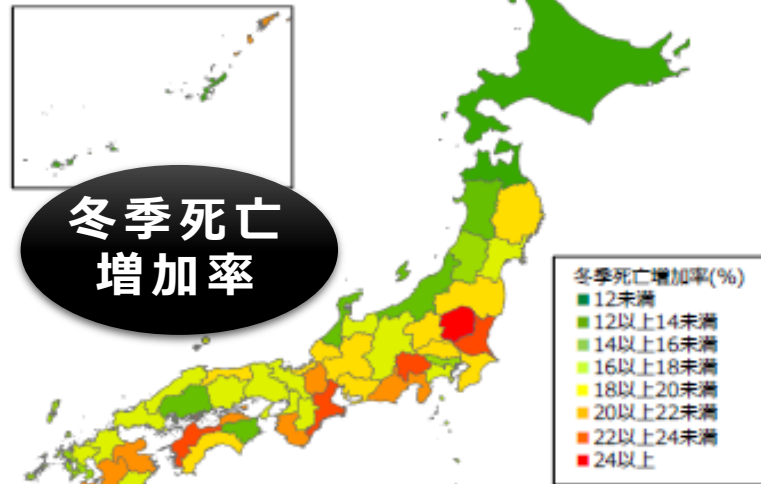 冬季死亡
増加率
冬季死亡増加率(%)
12未満
12以上14未満
14以上16未満
16以上18未満
18以上20未満
20以上22未満
22以上24未満
24以上